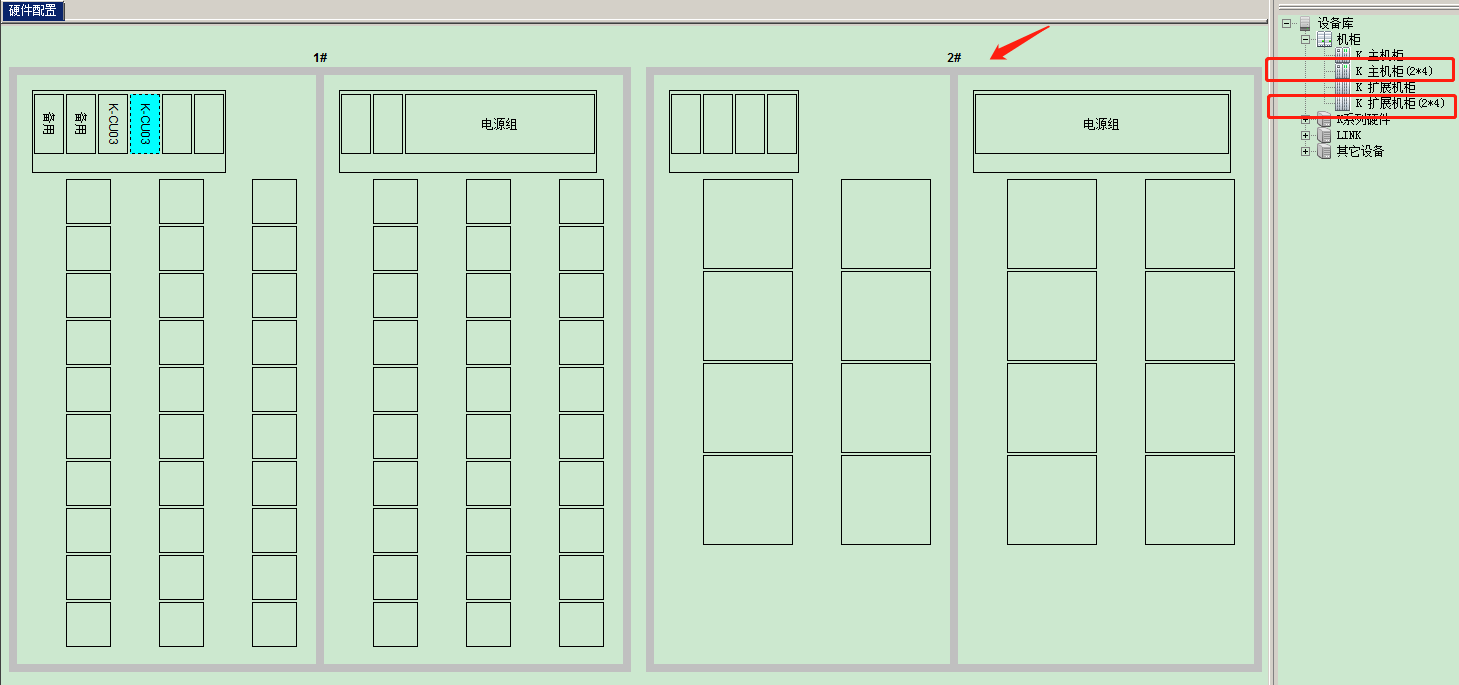 硬件配置
1#
2#
备用
备用
K-CU03
K-CU03
电源组
电源组
设备库
机柜
K 主机柜
K 主机柜(2*4)
K 扩展机柜
K 扩展机柜(2*4)
K系列硬件
LINK
其它设备